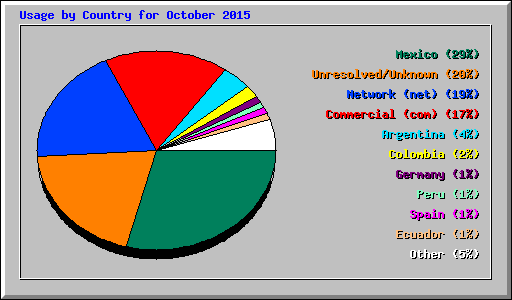 Usage by Country for October 2015
Mexico (29%)
Unresolved/Unknown (20%)
Network (net) (19%)
Commercial (com) (17%)
Argentina (4%)
Colombia (2%)
Germany (1%)
Peru (1%)
Spain (1%)
Ecuador (1%)
Other (5%)